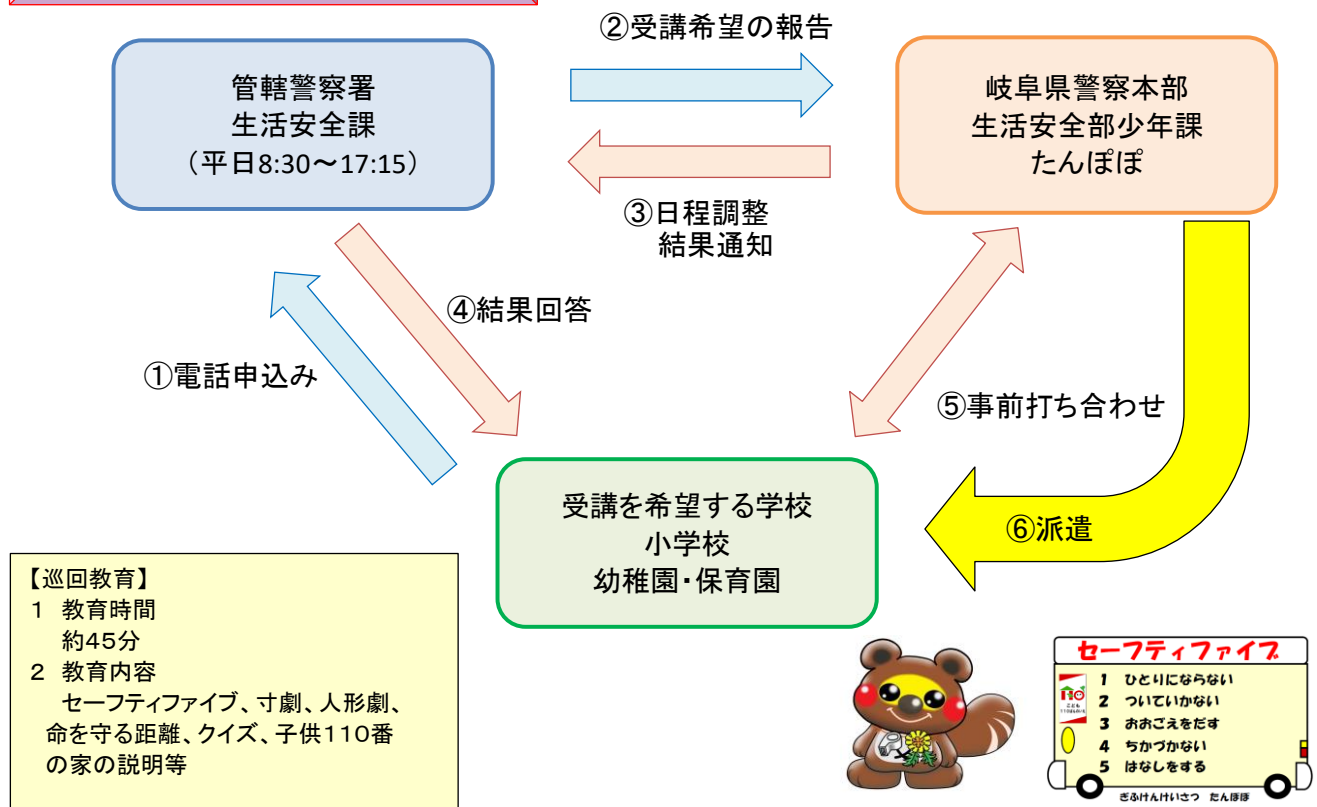 ②受講希望の報告
管轄警察署
生活安全課
（平日8:30～17:15）
岐阜県警察本部
生活安全部少年課
たんぽぽ
③日程調整
結果通知
④結果回答
①電話申込み
⑤事前打ち合わせ
受講を希望する学校
小学校
幼稚園・保育園
⑥派遣
【巡回教育】
１　教育時間
約４５分
２　教育内容
セーフティファイブ、寸劇、人形劇、
命を守る距離、クイズ、子供１１０番
の家の説明等
セーフティファイブ
1 ひとりにならない
2 ついていかない
3 おおごえをだす
4 ちかづかない
5 はなしをする
110
こども
ぎふけんけいさつ たんぽぽ